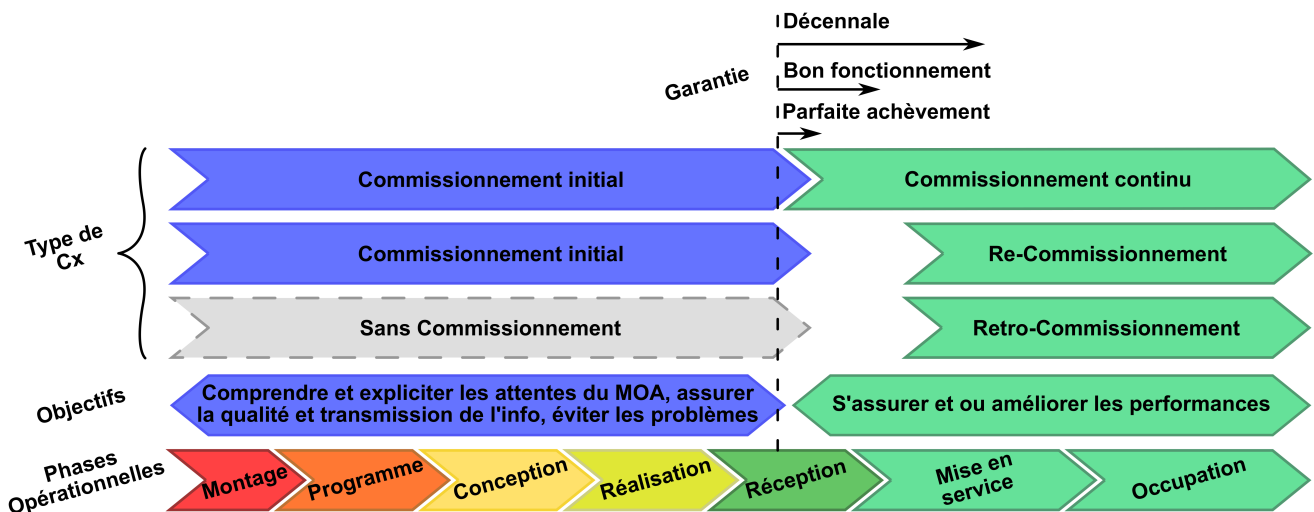 Décennale
Garantie
Bon fonctionnement
Parfaite achèvement
Type de
Cx
Commissionnement initial
Commissionnement continu
Commissionnement initial
Re-Commissionnement
Sans Commissionnement
Retro-Commissionnement
Objectifs
Comprendre et expliciter les attentes du MOA, assurer
la qualité et transmission de l'info, éviter les problèmes
S'assurer et ou améliorer les performances
Phases
Opérationnelles
Montage
Programme
Conception
Réalisation
Réception
Mise en
service
Occupation